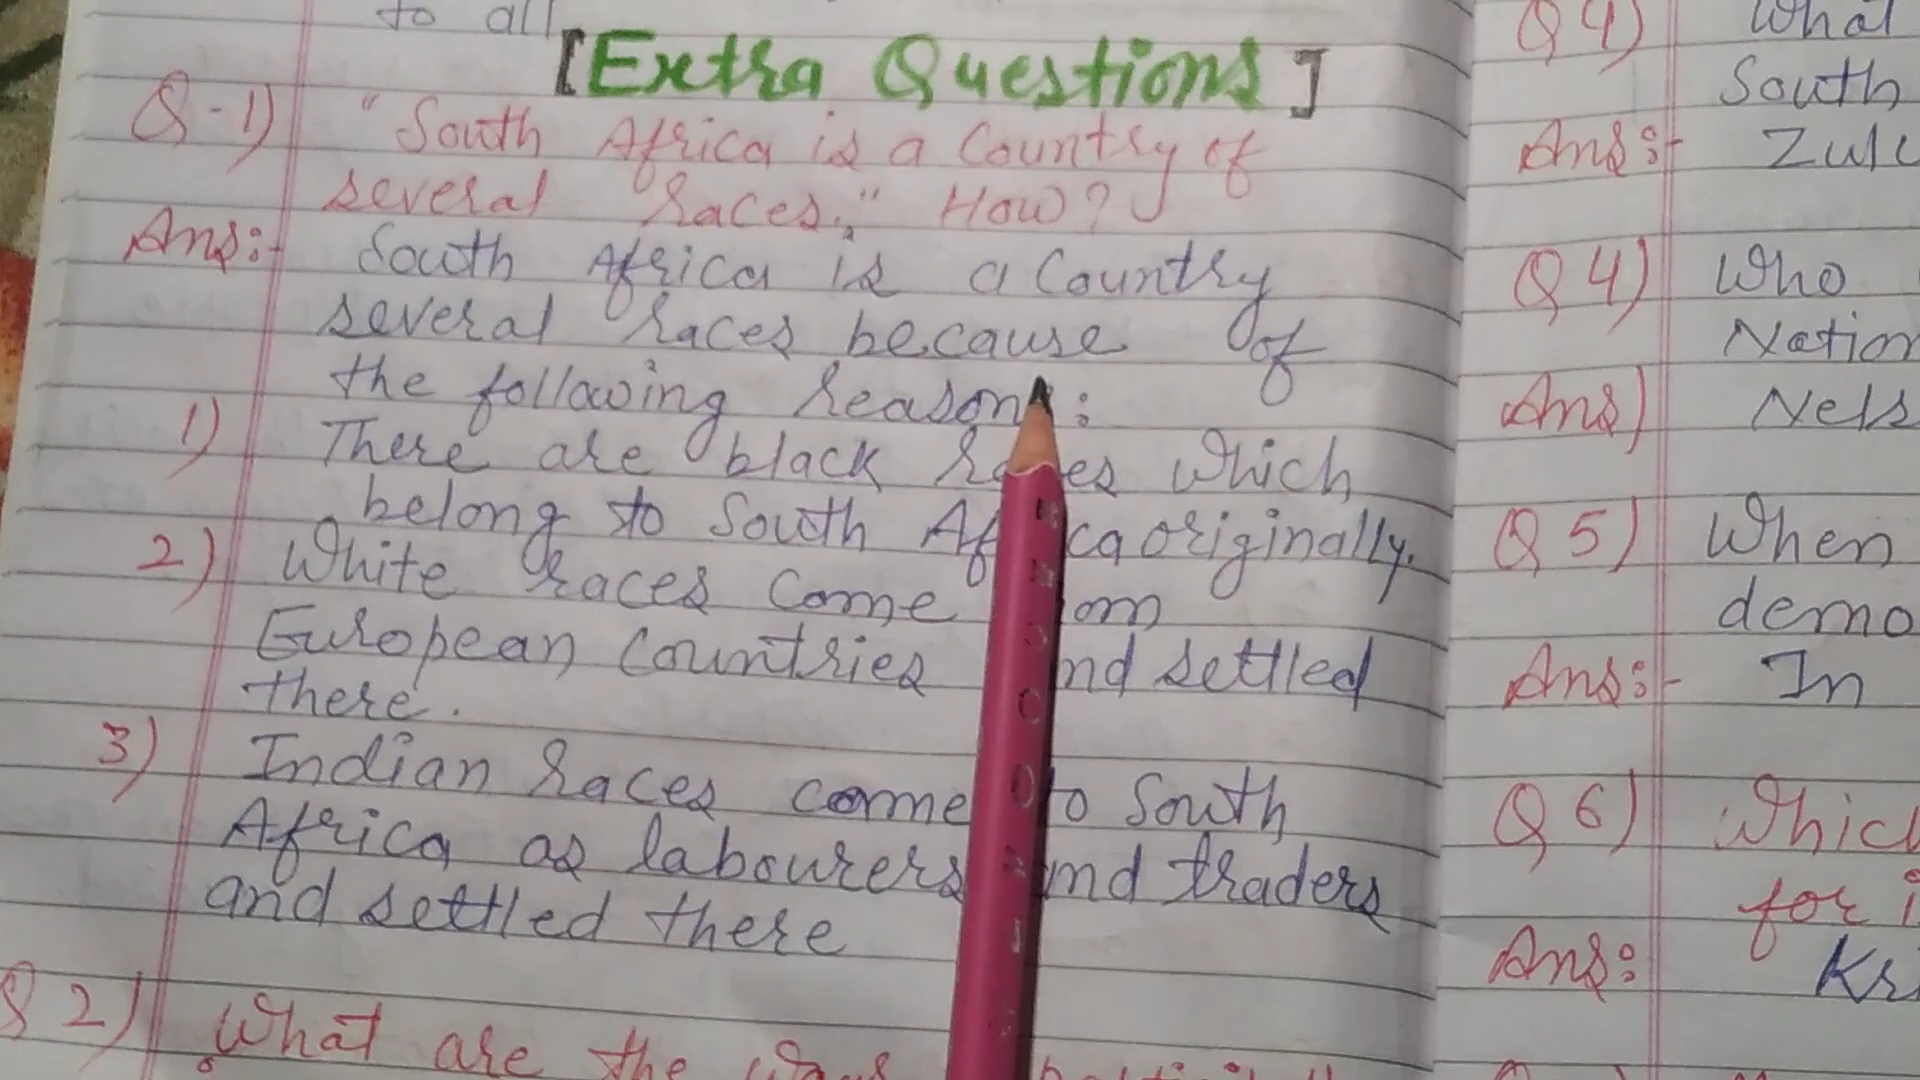 to all
[Extra Questions]
Q-1) "South Africa is a Country of
several races." How?
Ans:- South Africa is a Country
several races because of
the following reasons:
1) There are black races which
belong to South Africa originally.
2) White races come from
European Countries and settled
there.
3) Indian races come to South
Africa as labourers and traders
and settled there
Q 2) What are the
Q 4) What
South
Ans:- Zulu
Q 4) Who
Nation
Ans) Nels
Q 5) When
demo
Ans:- In
Q 6) Which
for i
Ans: Kri